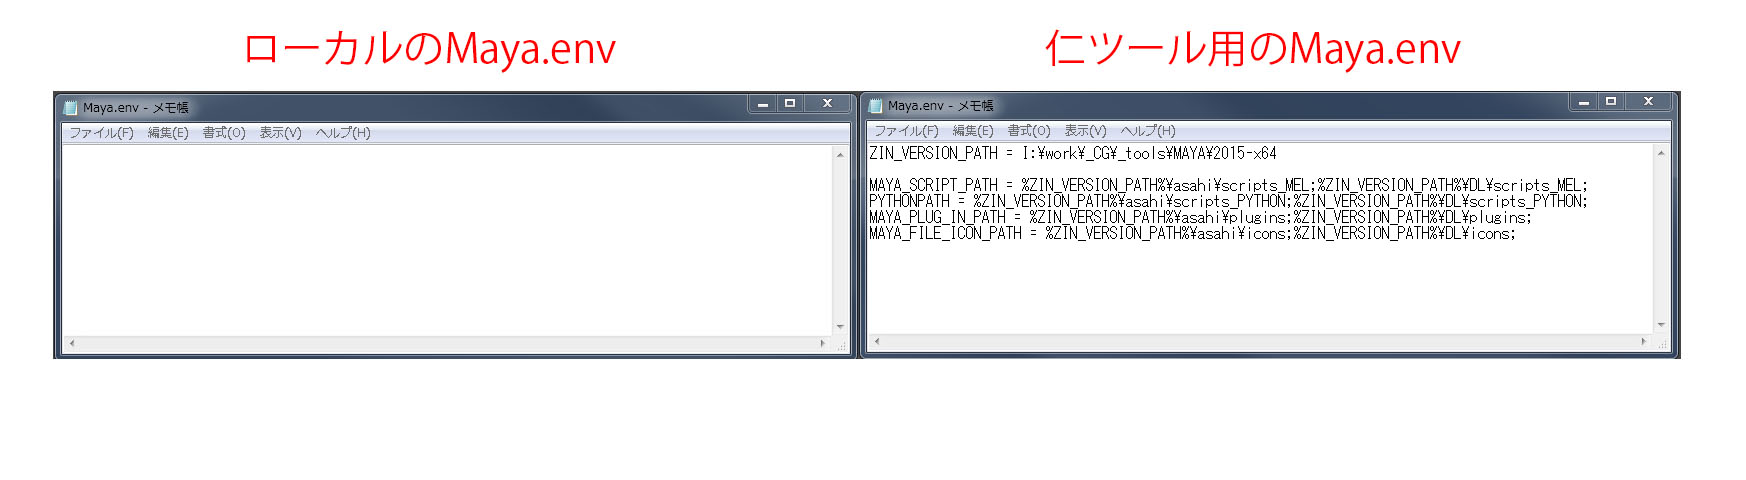 ローカルのMaya.env
仁ツール用のMaya.env
Maya.env - メモ帳
ファイル(F) 編集(E) 書式(O) 表示(V) ヘルプ(H)
Maya.env - メモ帳
ファイル(F) 編集(E) 書式(O) 表示(V) ヘルプ(H)
ZIN_VERSION_PATH = I:¥work¥_CG¥_tools¥MAYA¥2015-x64
MAYA_SCRIPT_PATH = %ZIN_VERSION_PATH%¥asahi¥scripts_MEL;%ZIN_VERSION_PATH%¥DL¥scripts_MEL;
PYTHONPATH = %ZIN_VERSION_PATH%¥asahi¥scripts_PYTHON;%ZIN_VERSION_PATH%¥DL¥scripts_PYTHON;
MAYA_PLUG_IN_PATH = %ZIN_VERSION_PATH%¥asahi¥plugins;%ZIN_VERSION_PATH%¥DL¥plugins;
MAYA_FILE_ICON_PATH = %ZIN_VERSION_PATH%¥asahi¥icons;%ZIN_VERSION_PATH%¥DL¥icons;